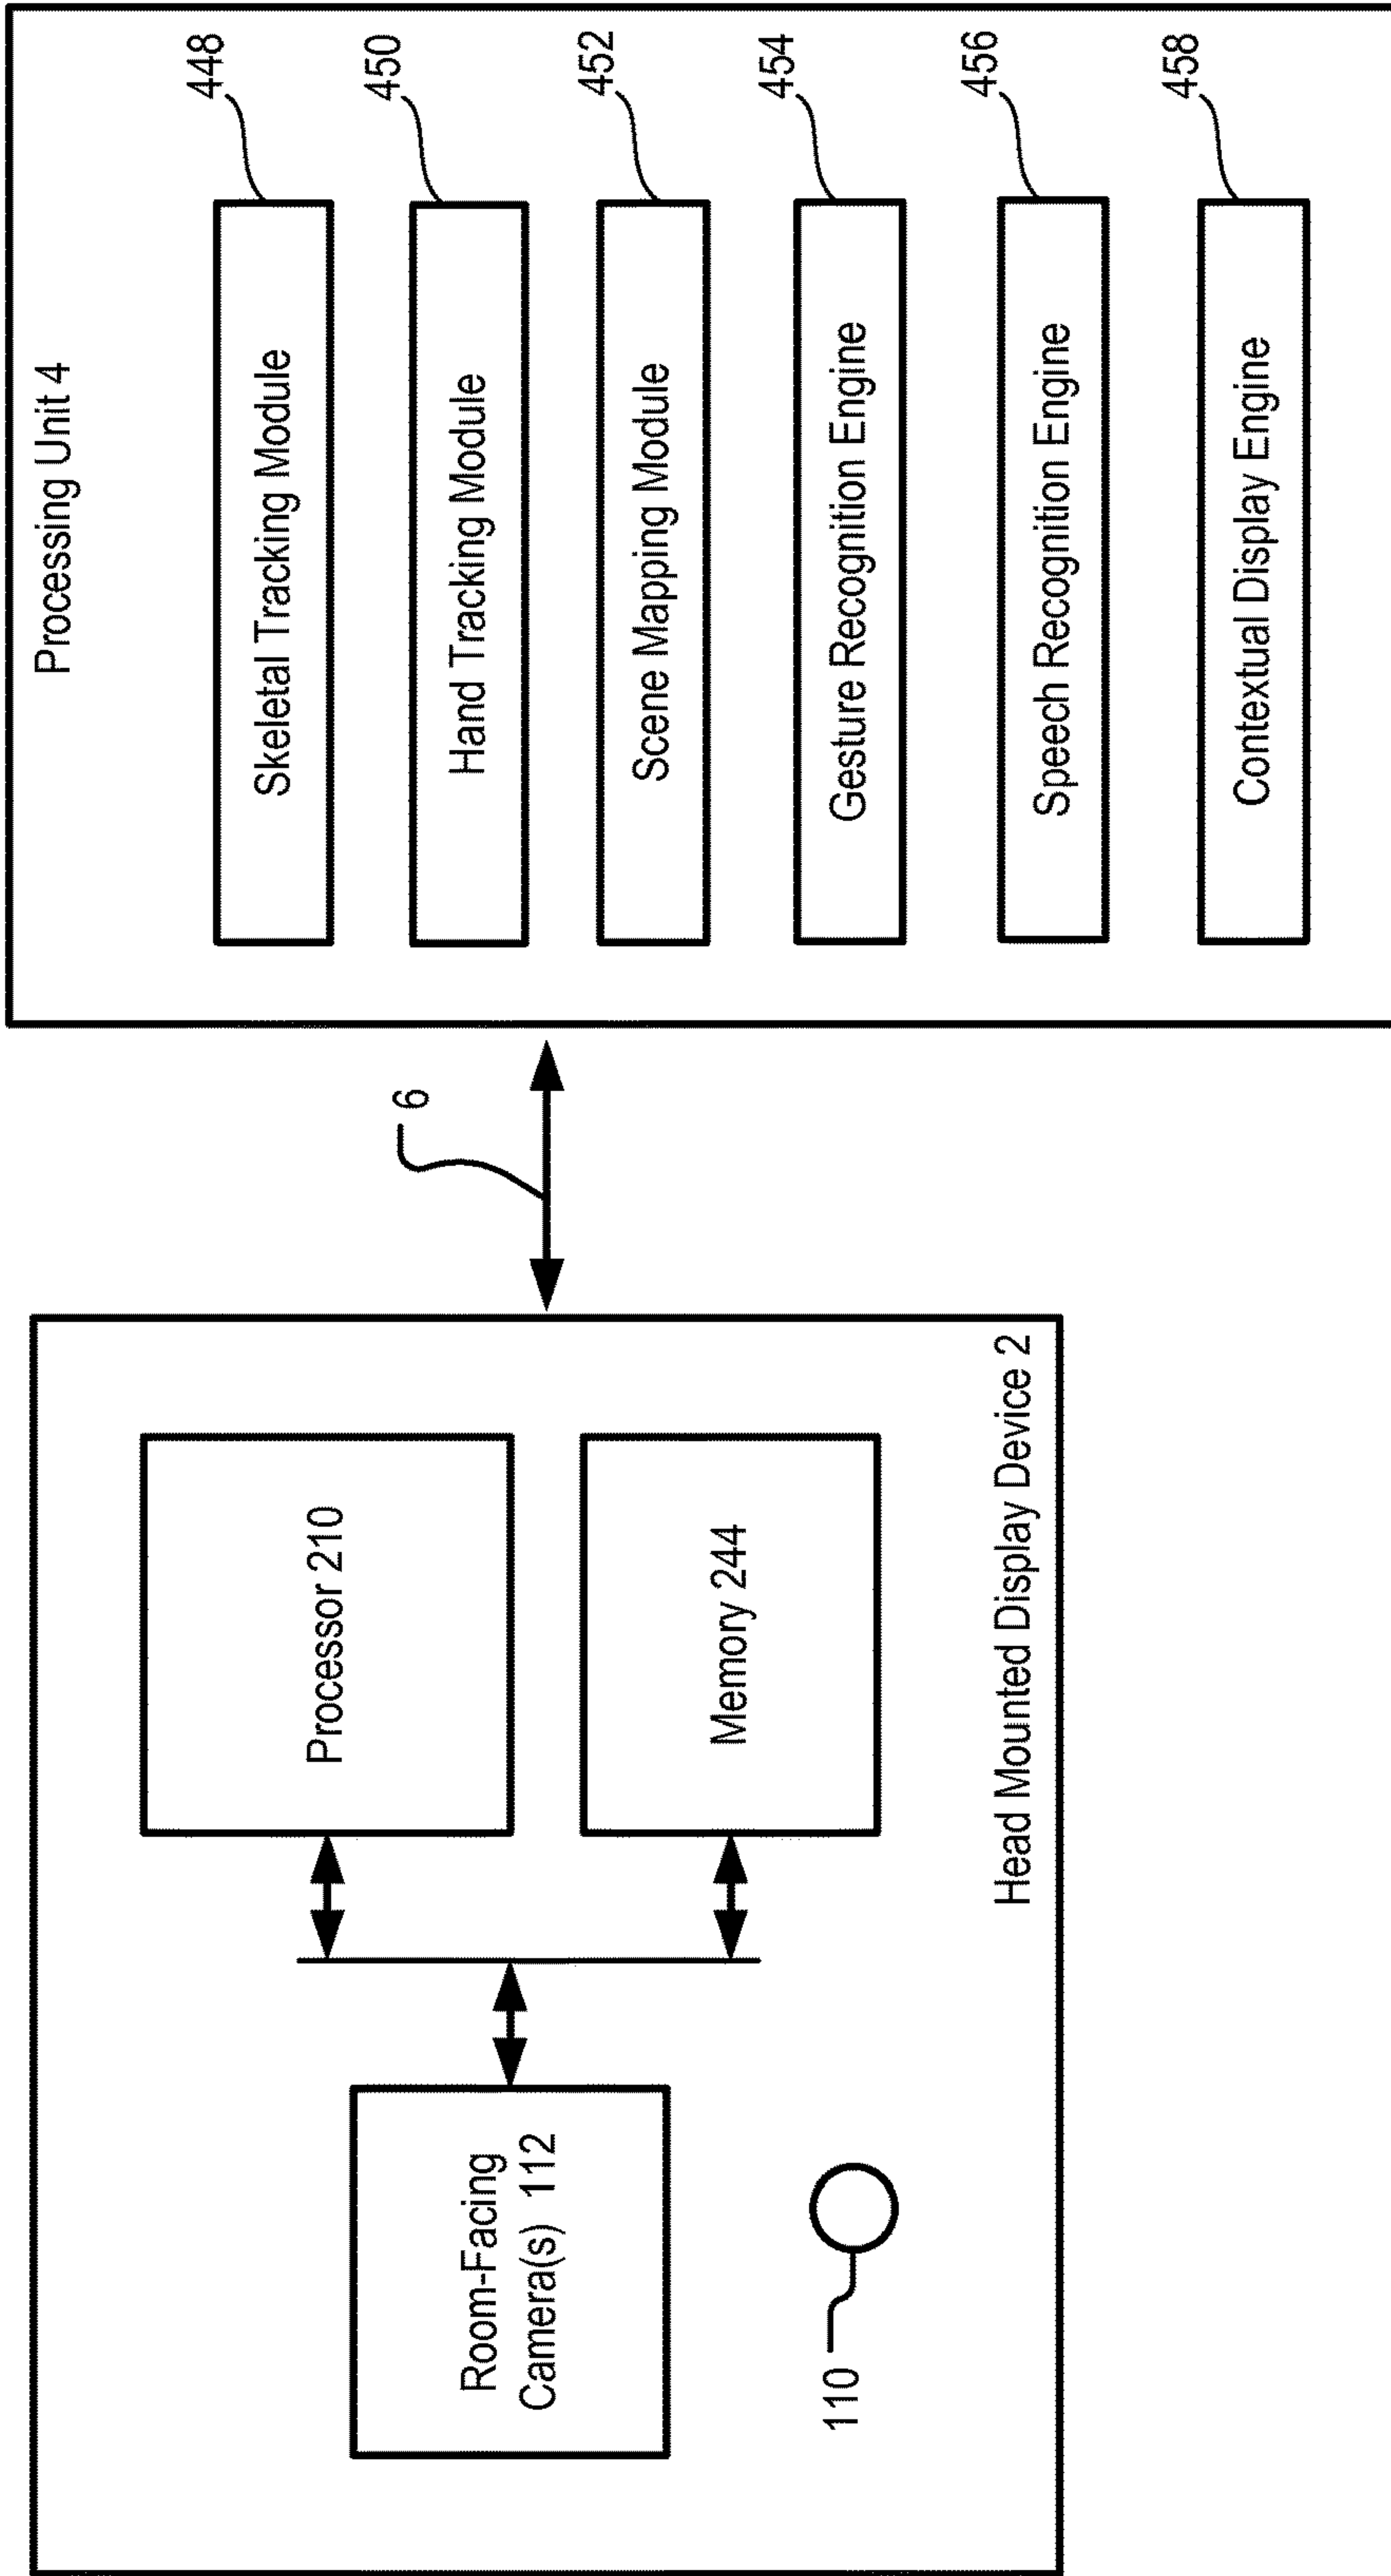 Room-Facing
Camera(s) 112
110
Processor 210
Memory 244
Head Mounted Display Device 2
6
Processing Unit 4
Skeletal Tracking Module
448
Hand Tracking Module
450
Scene Mapping Module
452
Gesture Recognition Engine
454
Speech Recognition Engine
456
Contextual Display Engine
458